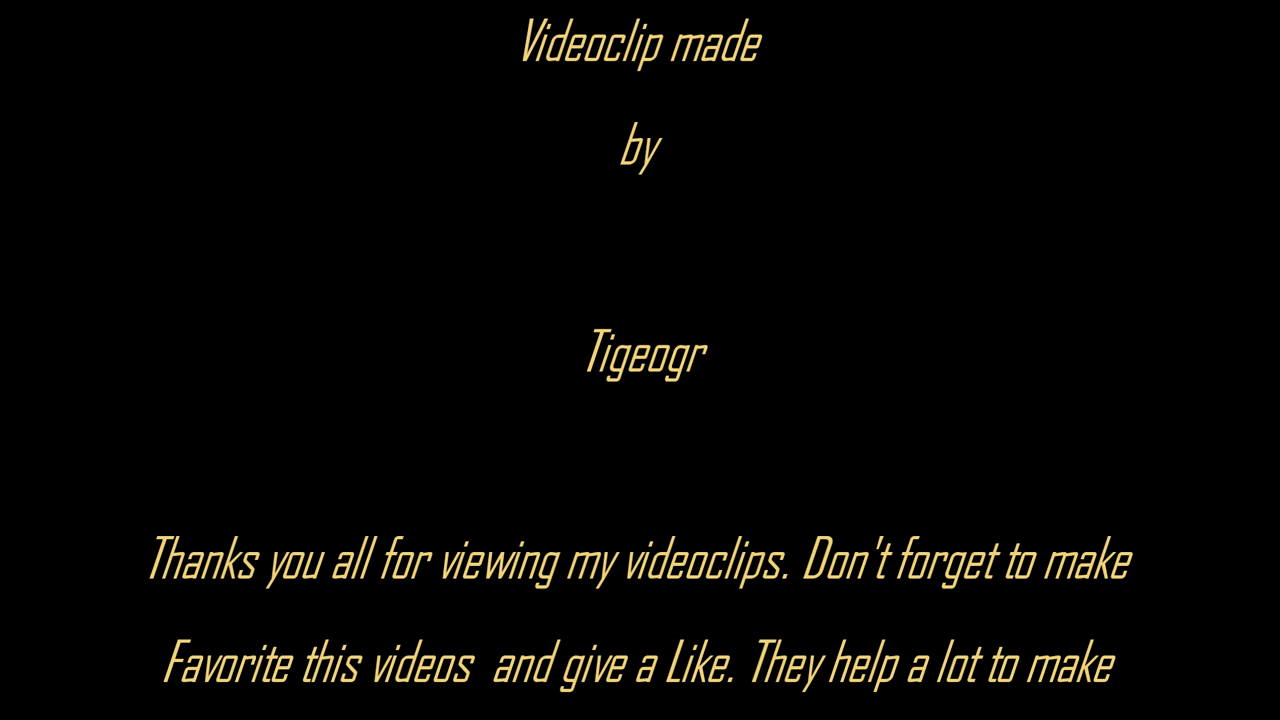 Videoclip made
by
Tigeogr
Thanks you all for viewing my videoclips. Don't forget to make
Favorite this videos  and give a Like. They help a lot to make